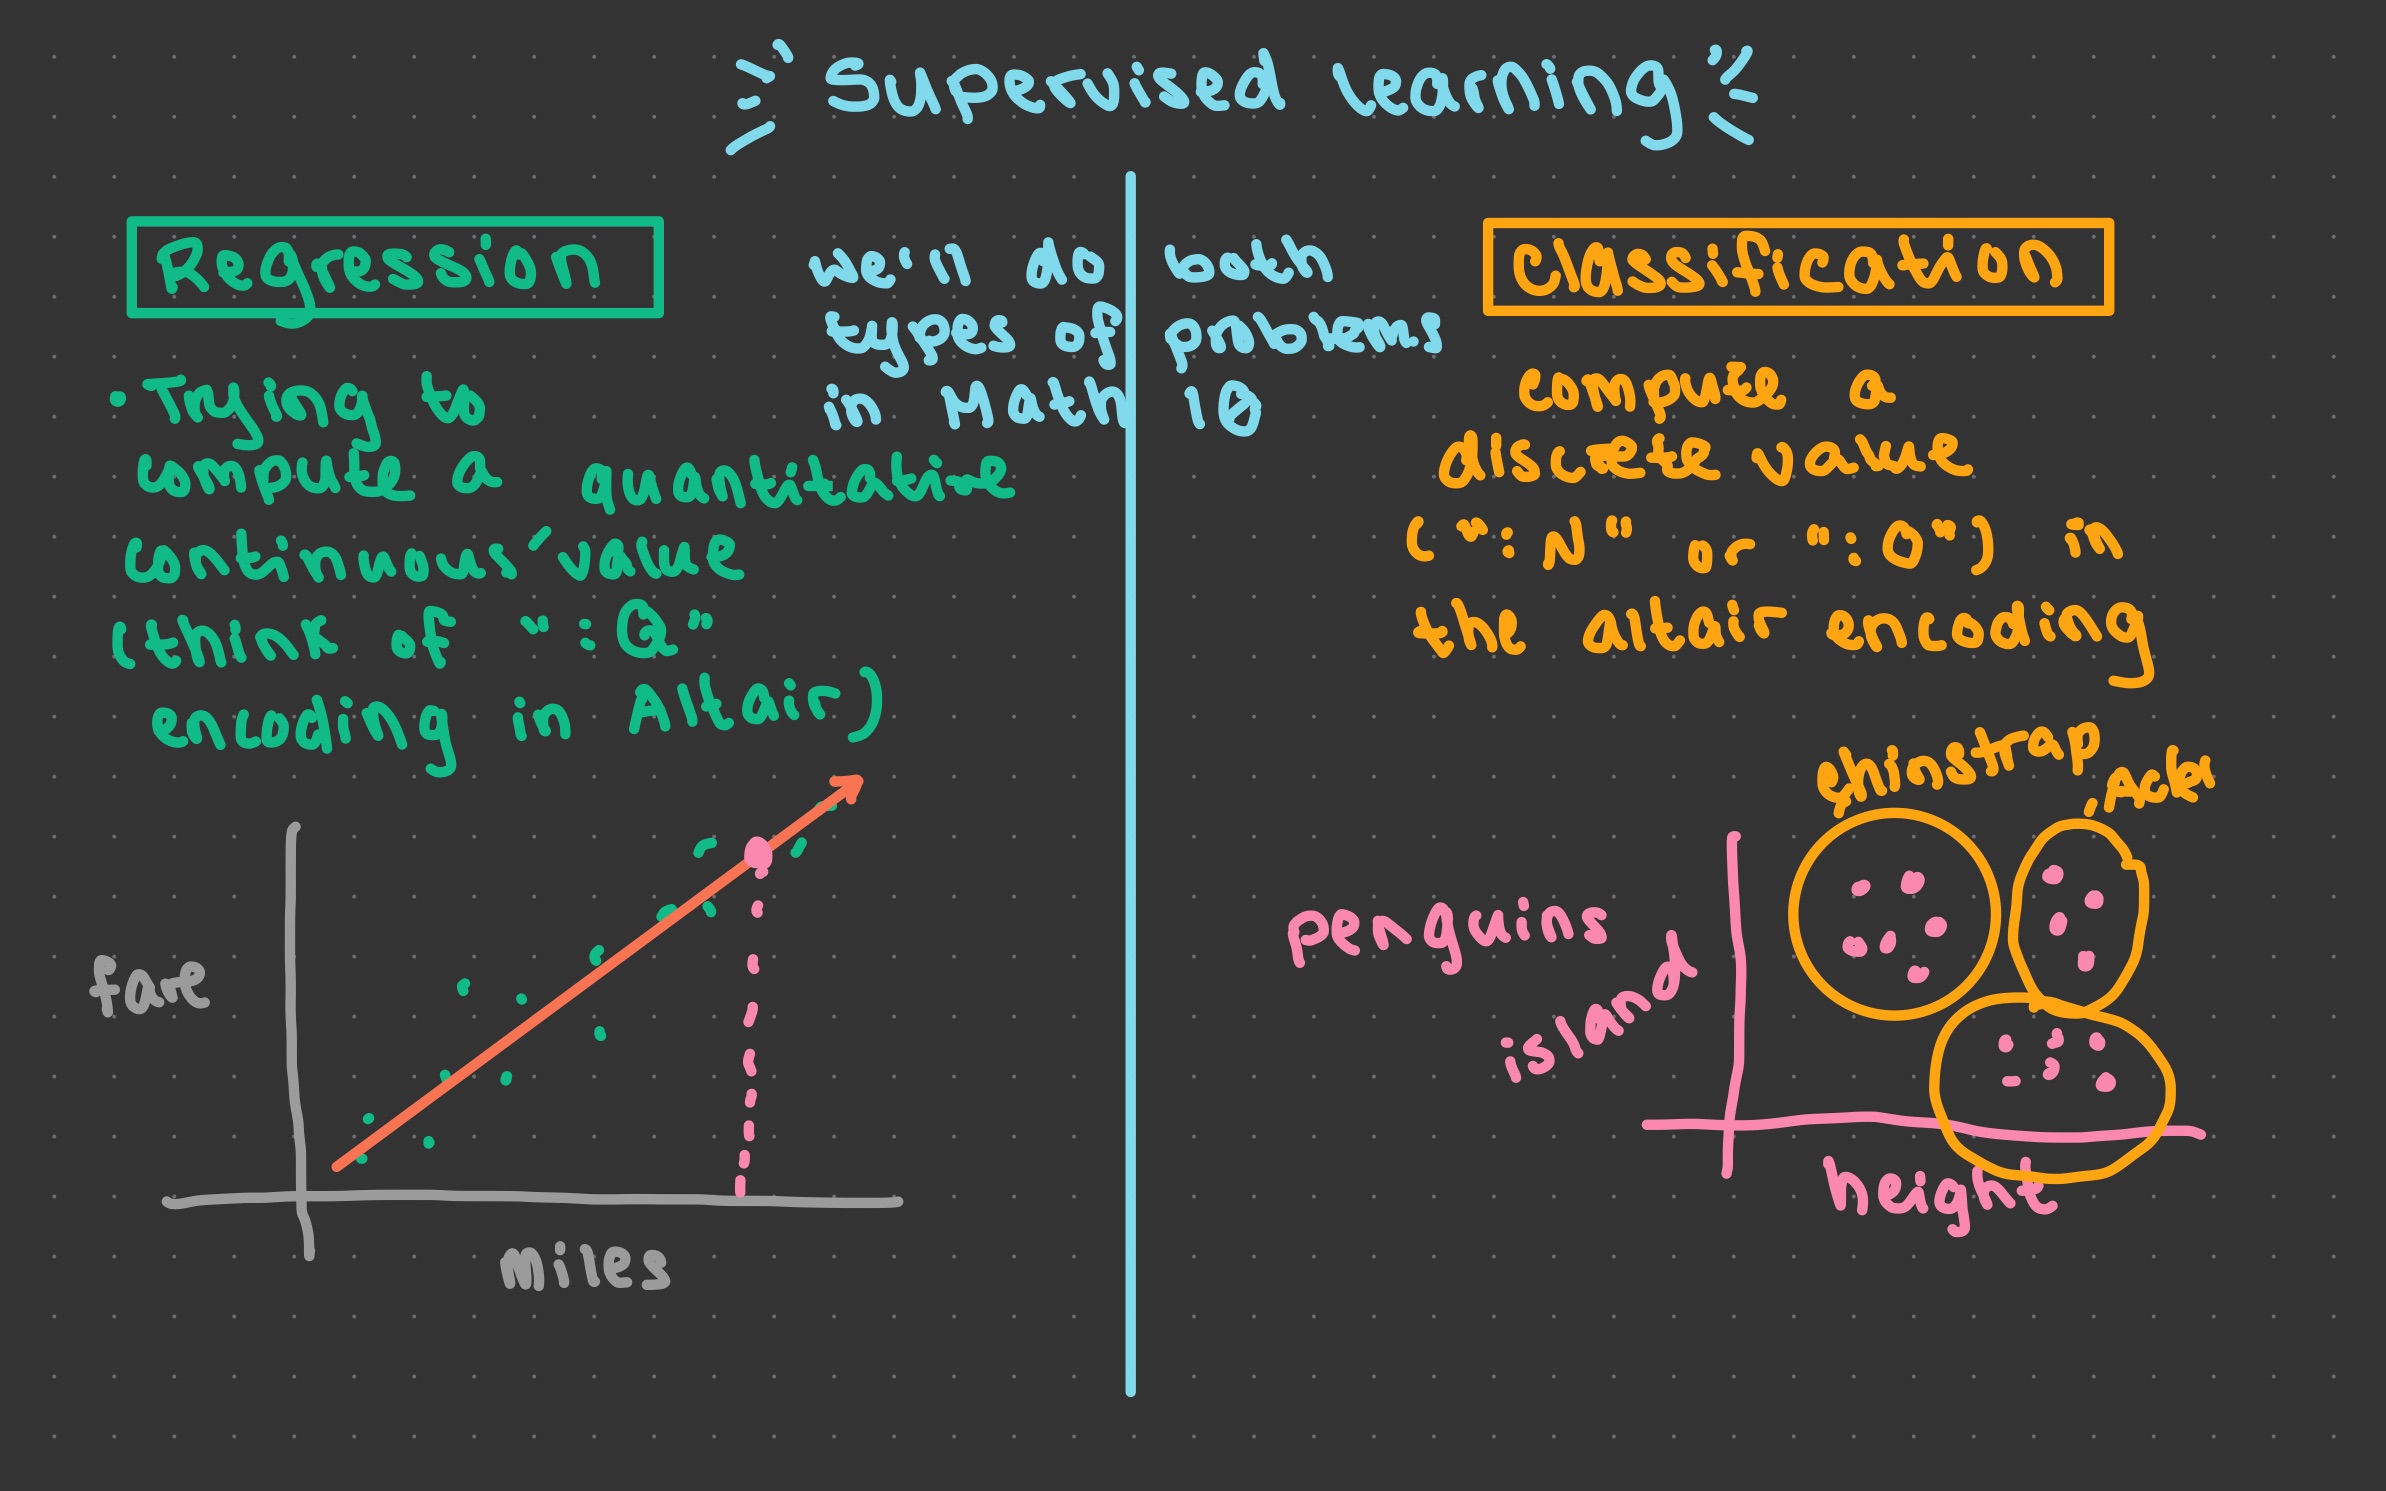 Supervised Learning
Regression
we'll do both
types of problems
in Math 10
Classification
• Trying to
compute a quantitative
continuous value
(think of ":Q"
encoding in Altair)
compute a
discrete value
(":N" or ":O") in
the altair encoding
fare
miles
chinstrap
, Adel
penguins
island
height